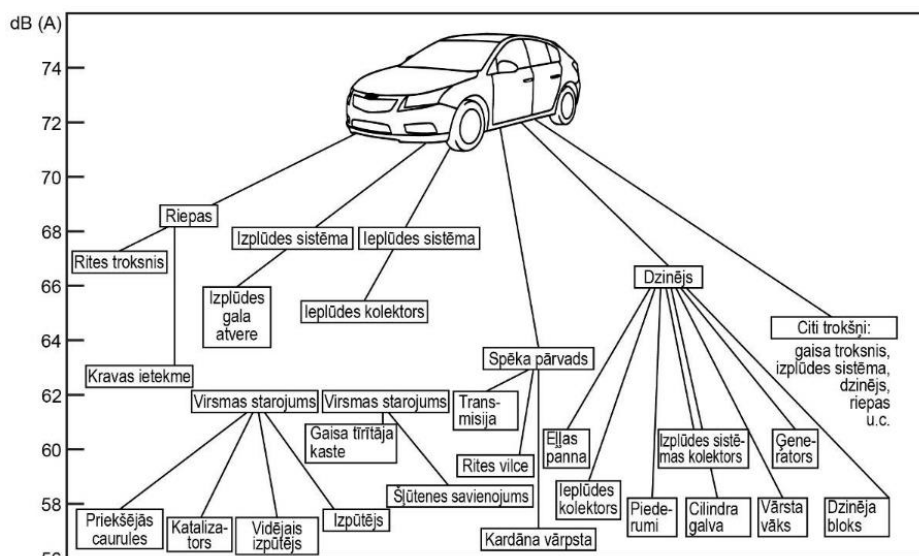 dB (A)
74
72
70
68
66
64
62
60
58
Riepas
Rites troksnis
Kravas ietekme
Izplūdes sistēma
Ieplūdes sistēma
Izplūdes
gala
atvere
Ieplūdes kolektors
Virsmas starojums
Priekšējās
caurules
Kataliza-
tors
Vidējais
izpūtējs
Izpūtējs
Virsmas starojums
Gaisa tīrītāja
kaste
Šļūtenes savienojums
Spēka pārvads
Trans-
misija
Rites vilce
Kardāna vārpsta
Dzinējs
Eļļas
panna
Ieplūdes
kolektors
Piede-
rumi
Izplūdes sistē-
mas kolektors
Cilindra
galva
Vārsta
vāks
Ģene-
rators
Dzinēja
bloks
Citi trokšņi:
gaisa troksnis,
izplūdes sistēma,
dzinējs,
riepas
u.c.